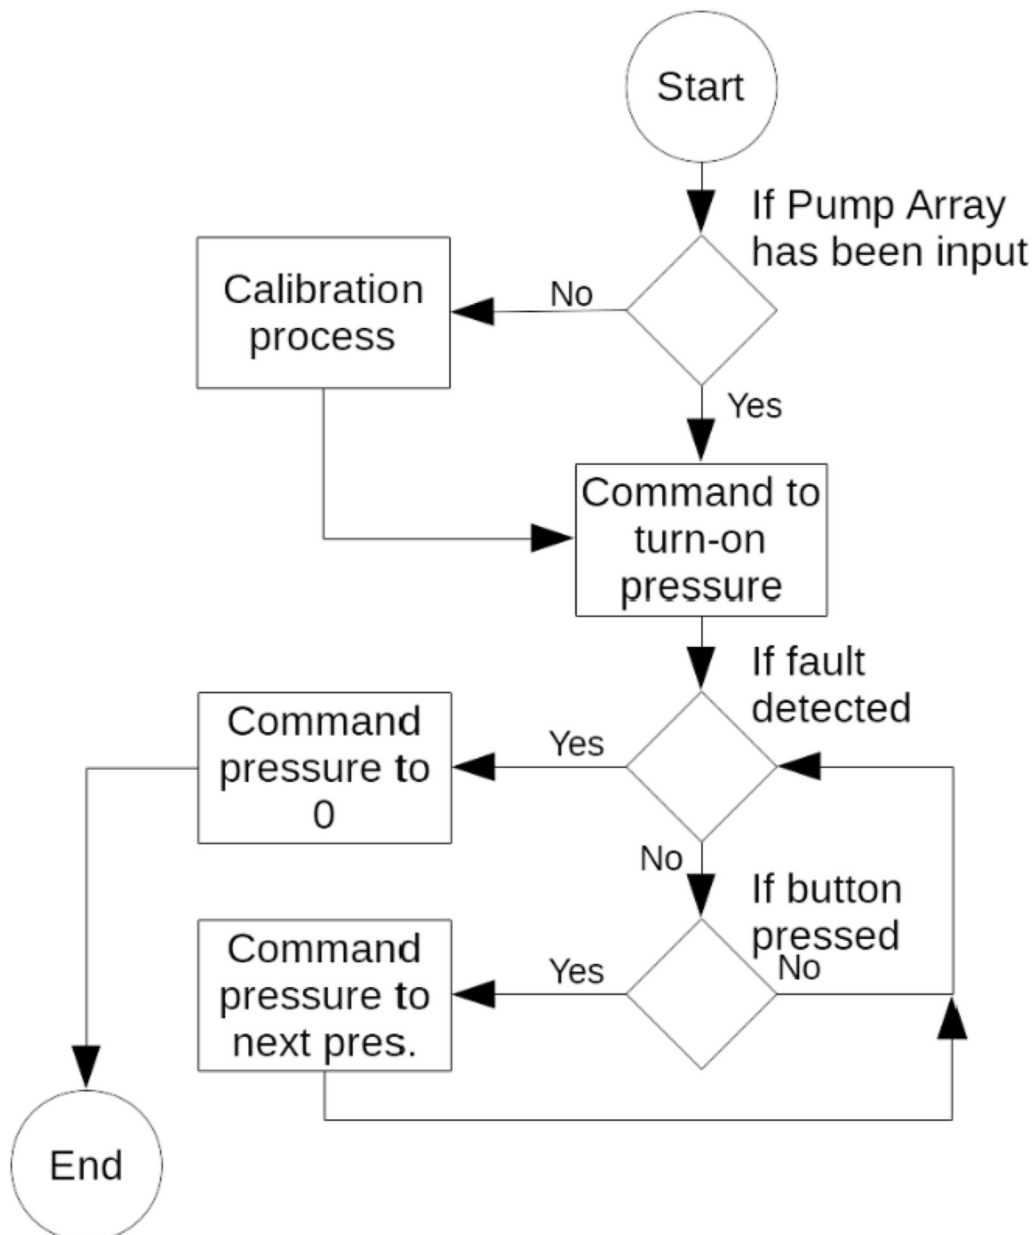 Start
If Pump Array
has been input
No
Calibration
process
Yes
Command to
turn-on
pressure
If fault
detected
Yes
Command
pressure to
0
No
If button
pressed
No
Yes
Command
pressure to
next pres.
End